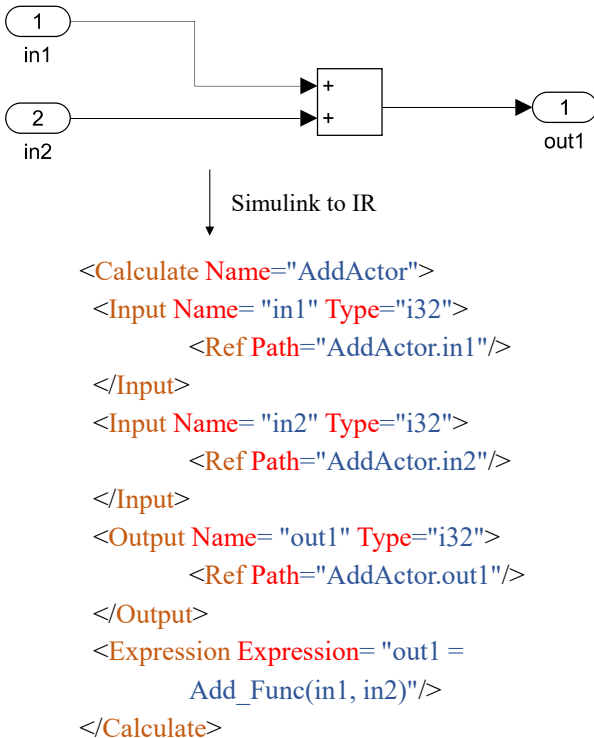 1
in1
+
2
+
1
in2
out1
Simulink to IR
<Calculate Name="AddActor">
<Input Name= "in1" Type="i32">
<Ref Path="AddActor.in1"/>
</Input>
<Input Name= "in2" Type="i32">
<Ref Path="AddActor.in2"/>
</Input>
<Output Name= "out1" Type="i32">
<Ref Path="AddActor.out1"/>
</Output>
<Expression Expression= "out1 =
Add_Func(in1, in2)"/>
</Calculate>